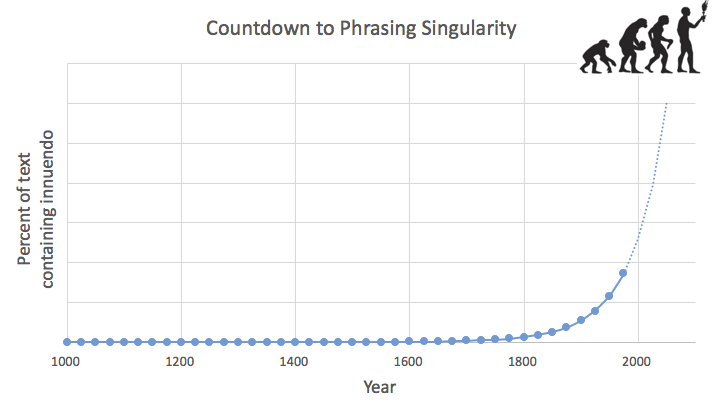 Countdown to Phrasing Singularity
Percent of text
containing innuendo
1000 1200 1400 1600 1800 2000
Year